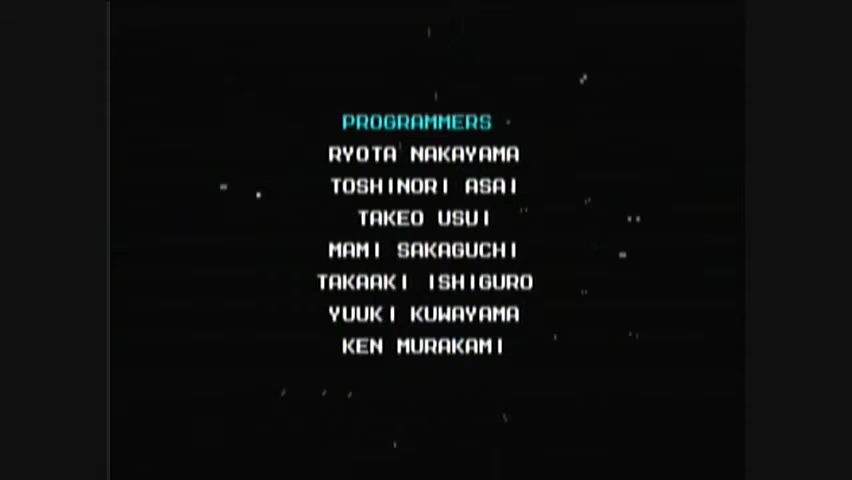 PROGRAMMERS
RYOTA NAKAYAMA
TOSHINORI ASAI
TAKEO USUI
MAMI SAKAGUCHI
TAKAAKI ISHIGURO
YUUKI KUWAYAMA
KEN MURAKAMI